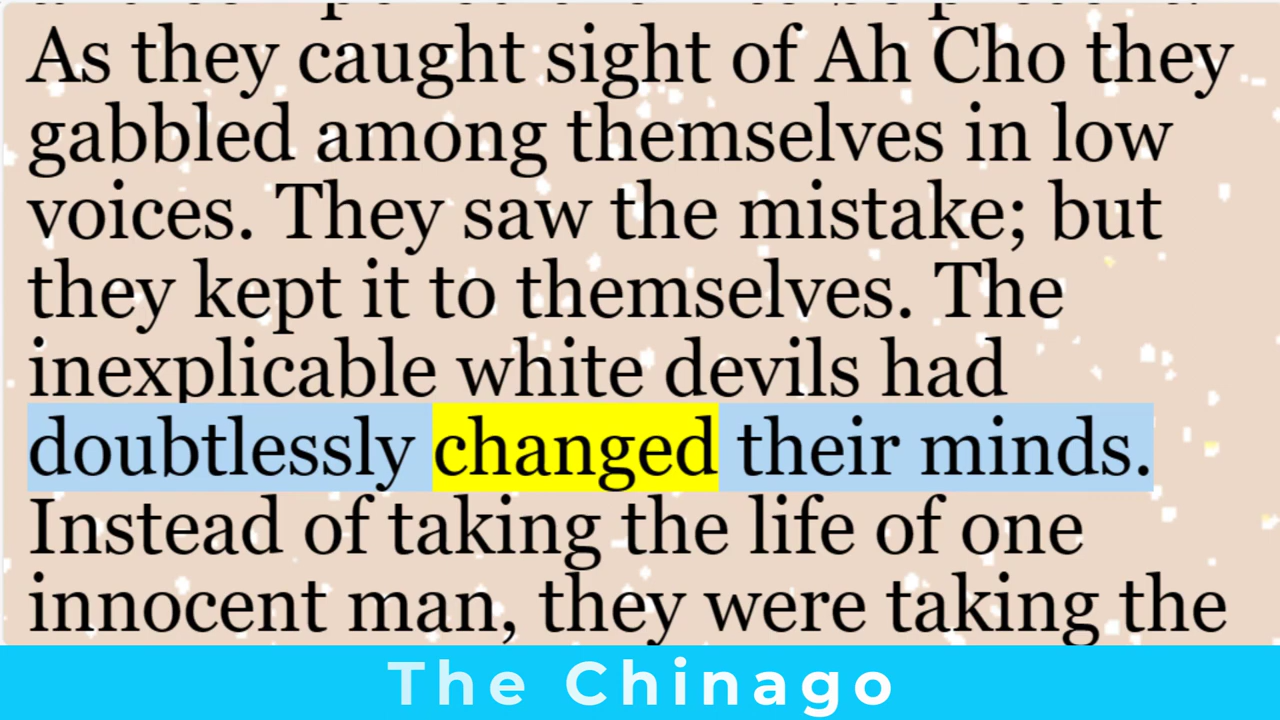 As they caught sight of Ah Cho they
gabbled among themselves in low
voices. They saw the mistake; but
they kept it to themselves. The
inexplicable white devils had
doubtlessly changed their minds.
Instead of taking the life of one
innocent man, they were taking the
The Chinago